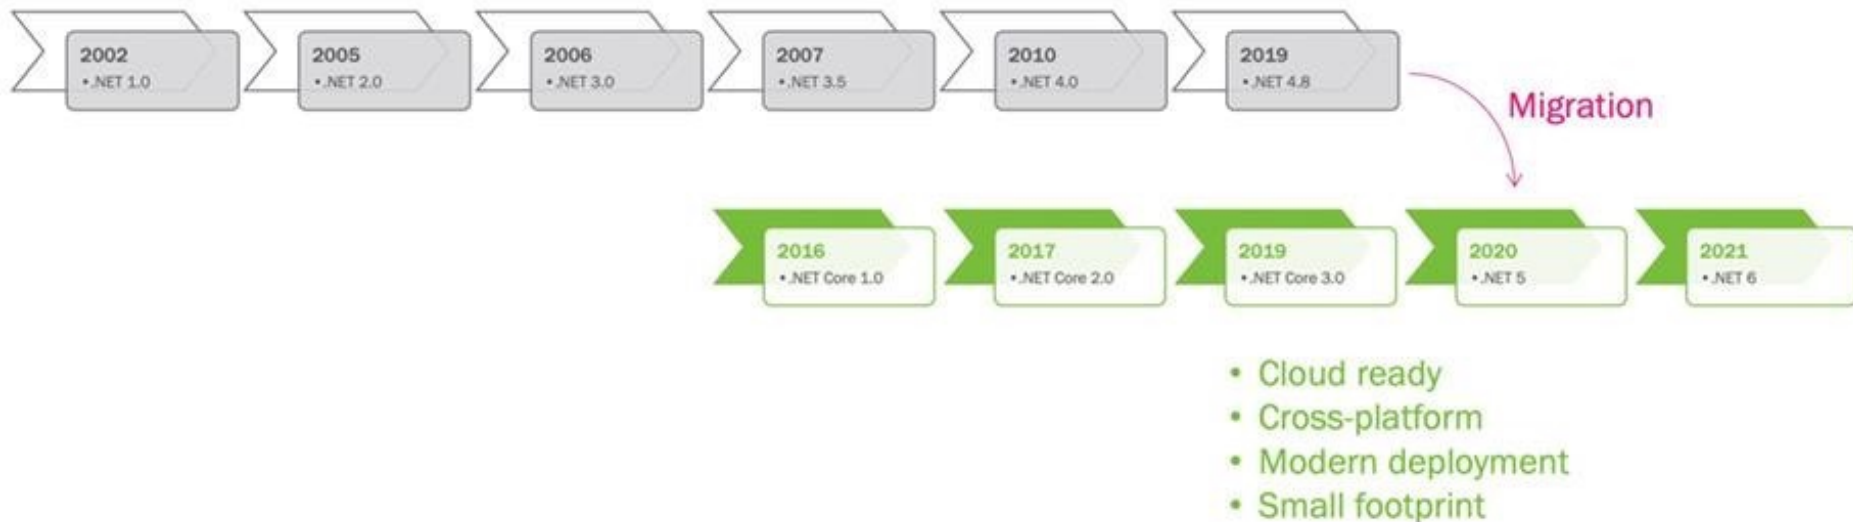 2002
• .NET 1.0
2005
• .NET 2.0
2006
• .NET 3.0
2007
• .NET 3.5
2010
• .NET 4.0
2019
• .NET 4.8
Migration
2016
• .NET Core 1.0
2017
• .NET Core 2.0
2019
• .NET Core 3.0
2020
• .NET 5
2021
• .NET 6
• Cloud ready
• Cross-platform
• Modern deployment
• Small footprint